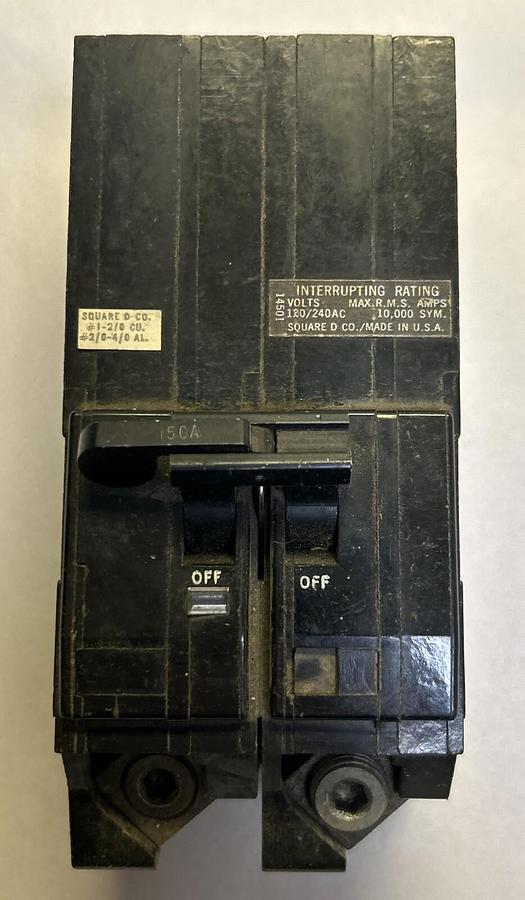 INTERRUPTING RATING
VOLTS MAX.R.M.S. AMPS
120/240AC 10,000 SYM.
SQUARE D CO./MADE IN U.S.A.
14501
SQUARE D CO.
#1-2/0 CU.
#2/0-4/0 AL.
150A
OFF OFF